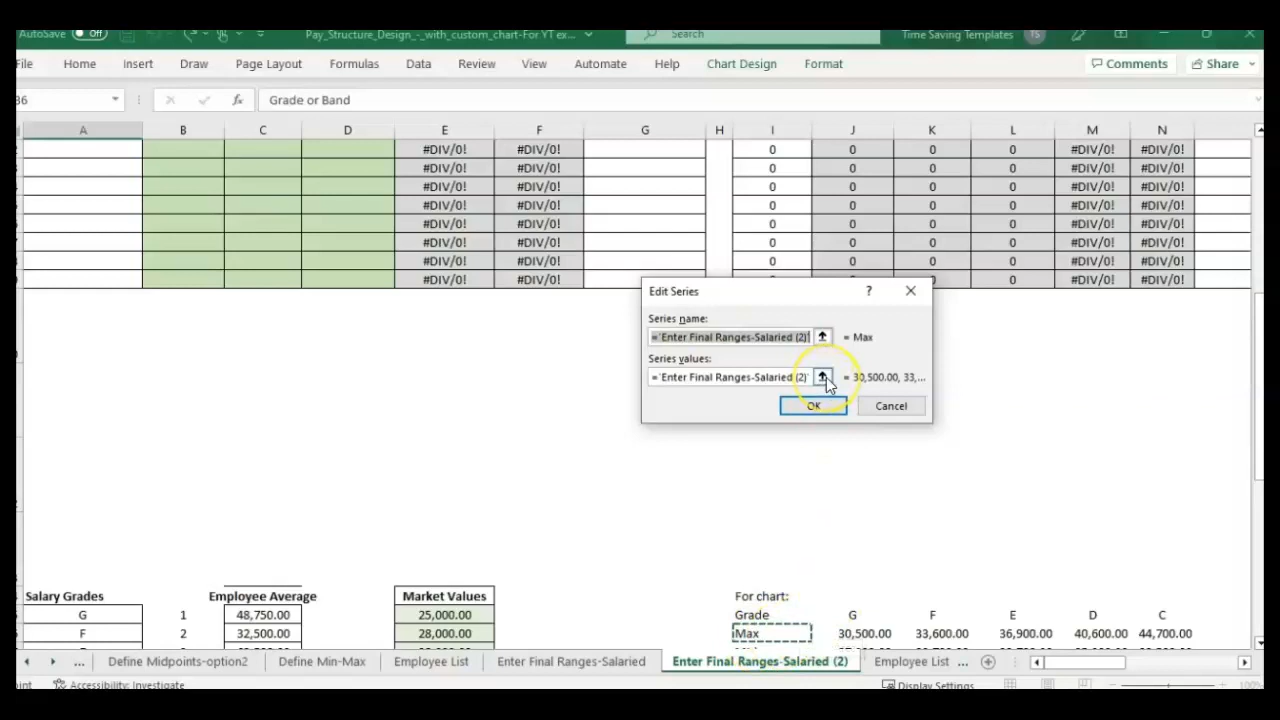 AutoSave Off Pay_Structure_Design_-_with_custom_chart-For YT ex... Search Time Saving Templates TS
File Home Insert Draw Page Layout Formulas Data Review View Automate Help Chart Design Format Comments Share
fx Grade or Band
A B C D E F G H I J K L M N
#DIV/0! #DIV/0! 0 0 0 0 #DIV/0! #DIV/0!
#DIV/0! #DIV/0! 0 0 0 0 #DIV/0! #DIV/0!
#DIV/0! #DIV/0! 0 0 0 0 #DIV/0! #DIV/0!
#DIV/0! #DIV/0! 0 0 0 0 #DIV/0! #DIV/0!
#DIV/0! #DIV/0! 0 0 0 0 #DIV/0! #DIV/0!
#DIV/0! #DIV/0! 0 0 0 0 #DIV/0! #DIV/0!
#DIV/0! #DIV/0! 0 0 0 0 #DIV/0! #DIV/0!
#DIV/0! #DIV/0! 0 0 #DIV/0! #DIV/0!
Edit Series ?
Series name:
='Enter Final Ranges-Salaried (2)' = Max
Series values:
='Enter Final Ranges-Salaried (2)' = 30,500.00, 33,...
OK Cancel
Salary Grades Employee Average Market Values For chart:
G 1 48,750.00 25,000.00 Grade G F E D C
F 2 32,500.00 28,000.00 Max 30,500.00 33,600.00 36,900.00 40,600.00 44,700.00
... Define Midpoints-option2 Define Min-Max Employee List Enter Final Ranges-Salaried Enter Final Ranges-Salaried (2) Employee List ...
Accessibility: Investigate Display Settings 100%